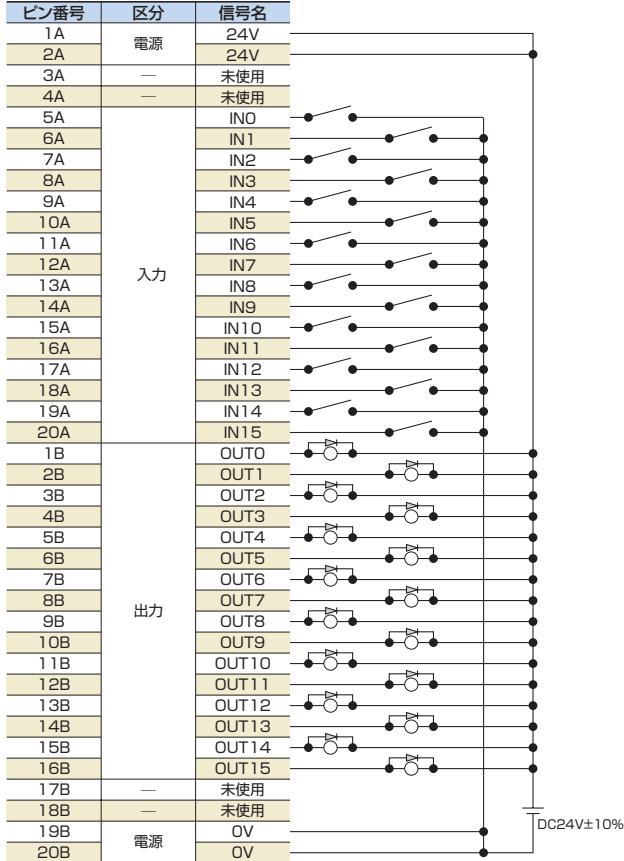 ピン番号 区分 信号名
1A 電源 24V
2A 24V
3A — 未使用
4A — 未使用
5A 入力 IN0
6A IN1
7A IN2
8A IN3
9A IN4
10A IN5
11A IN6
12A IN7
13A IN8
14A IN9
15A IN10
16A IN11
17A IN12
18A IN13
19A IN14
20A IN15
1B 出力 OUT0
2B OUT1
3B OUT2
4B OUT3
5B OUT4
6B OUT5
7B OUT6
8B OUT7
9B OUT8
10B OUT9
11B OUT10
12B OUT11
13B OUT12
14B OUT13
15B OUT14
16B OUT15
17B — 未使用
18B — 未使用
DC24V±10%
19B 電源 0V
20B 0V